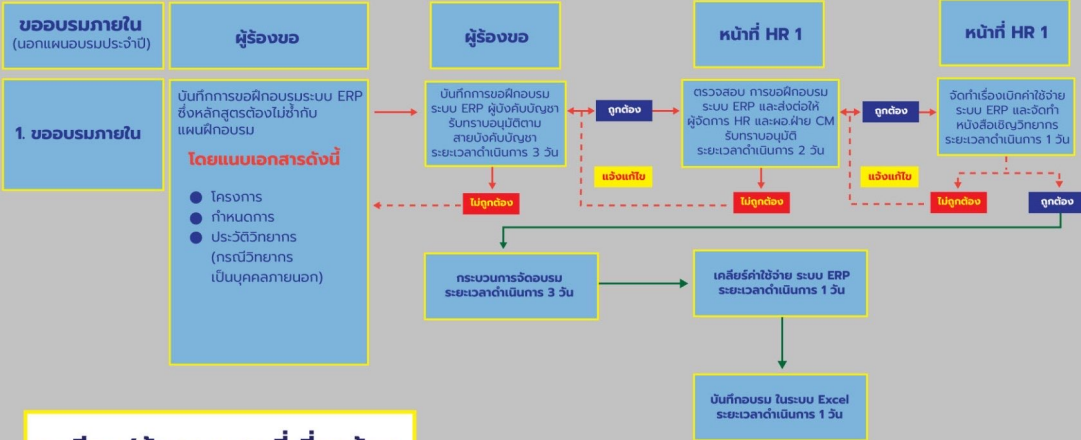 ขออบรมภายใน
(นอกแผนอบรมประจำปี)
ผู้ร้องขอ
ผู้ร้องขอ
หน้าที่ HR 1
หน้าที่ HR 1
1. ขออบรมภายใน
บันทึกการขอฝึกอบรมระบบ ERP
ซึ่งหลักสูตรต้องไม่ซ้ำกับ
แผนฝึกอบรม
โดยแนบเอกสารดังนี้
โครงการ
กำหนดการ
ประวัติวิทยากร
(กรณีวิทยากร
เป็นบุคคลภายนอก)
บันทึกการขอฝึกอบรม
ระบบ ERP ผู้บังคับบัญชา
รับทราบอนุมัติตาม
สายบังคับบัญชา
ระยะเวลาดำเนินการ 3 วัน
ถูกต้อง
ตรวจสอบ การขอฝึกอบรม
ระบบ ERP และส่งต่อให้
ผู้จัดการ HR และผอ.ฝ่าย CM
รับทราบอนุมัติ
ระยะเวลาดำเนินการ 2 วัน
ถูกต้อง
จัดทำเรื่องเบิกค่าใช้จ่าย
ระบบ ERP และจัดทำ
หนังสือเชิญวิทยากร
ระยะเวลาดำเนินการ 1 วัน
แจ้งแก้ไข
แจ้งแก้ไข
ไม่ถูกต้อง
ไม่ถูกต้อง
ไม่ถูกต้อง
ถูกต้อง
กระบวนการจัดอบรม
ระยะเวลาดำเนินการ 3 วัน
เคลียร์ค่าใช้จ่าย ระบบ ERP
ระยะเวลาดำเนินการ 1 วัน
บันทึกอบรม ในระบบ Excel
ระยะเวลาดำเนินการ 1 วัน